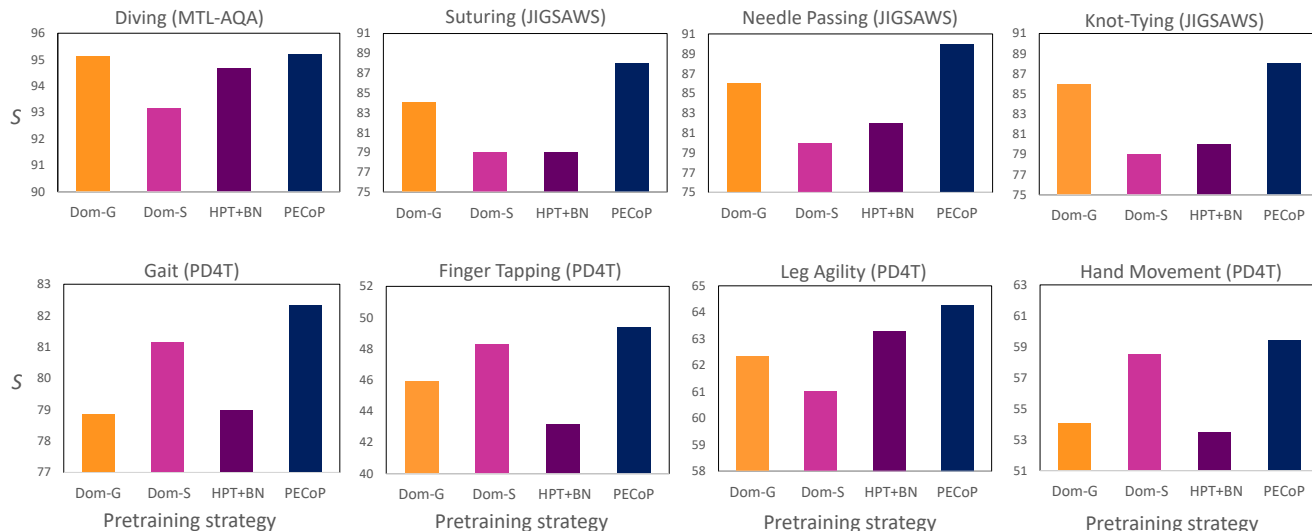 Diving (MTL-AQA)
96
95
94
93
92
91
90
S
Dom-G Dom-S HPT+BN PECoP
Suturing (JIGSAWS)
91
89
87
85
83
81
79
77
75
Dom-G Dom-S HPT+BN PECoP
Needle Passing (JIGSAWS)
91
89
87
85
83
81
79
77
75
Dom-G Dom-S HPT+BN PECoP
Knot-Tying (JIGSAWS)
91
89
87
85
83
81
79
77
75
Dom-G Dom-S HPT+BN PECoP
Gait (PD4T)
83
82
81
80
79
78
77
S
Dom-G Dom-S HPT+BN PECoP
Pretraining strategy
Finger Tapping (PD4T)
52
50
48
46
44
42
40
Dom-G Dom-S HPT+BN PECoP
Pretraining strategy
Leg Agility (PD4T)
65
64
63
62
61
60
59
58
Dom-G Dom-S HPT+BN PECoP
Pretraining strategy
Hand Movement (PD4T)
63
61
59
57
55
53
51
Dom-G Dom-S HPT+BN PECoP
Pretraining strategy